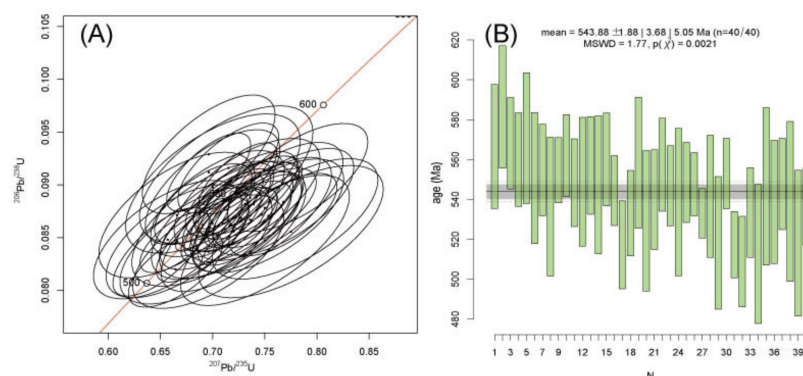 (A)
0.105
0.100
0.095
0.090
0.085
0.080
²⁰⁶Pb/²³⁸U
600
500
0.60 0.65 0.70 0.75 0.80 0.85
²⁰⁷Pb/²³⁵U
(B)
mean = 543.88 ±1.88 | 3.68 | 5.05 Ma (n=40/40)
MSWD = 1.77, p(χ²) = 0.0021
620
600
580
560
540
520
500
480
age (Ma)
1 3 5 7 9 12 15 18 21 24 27 30 33 36 39
N